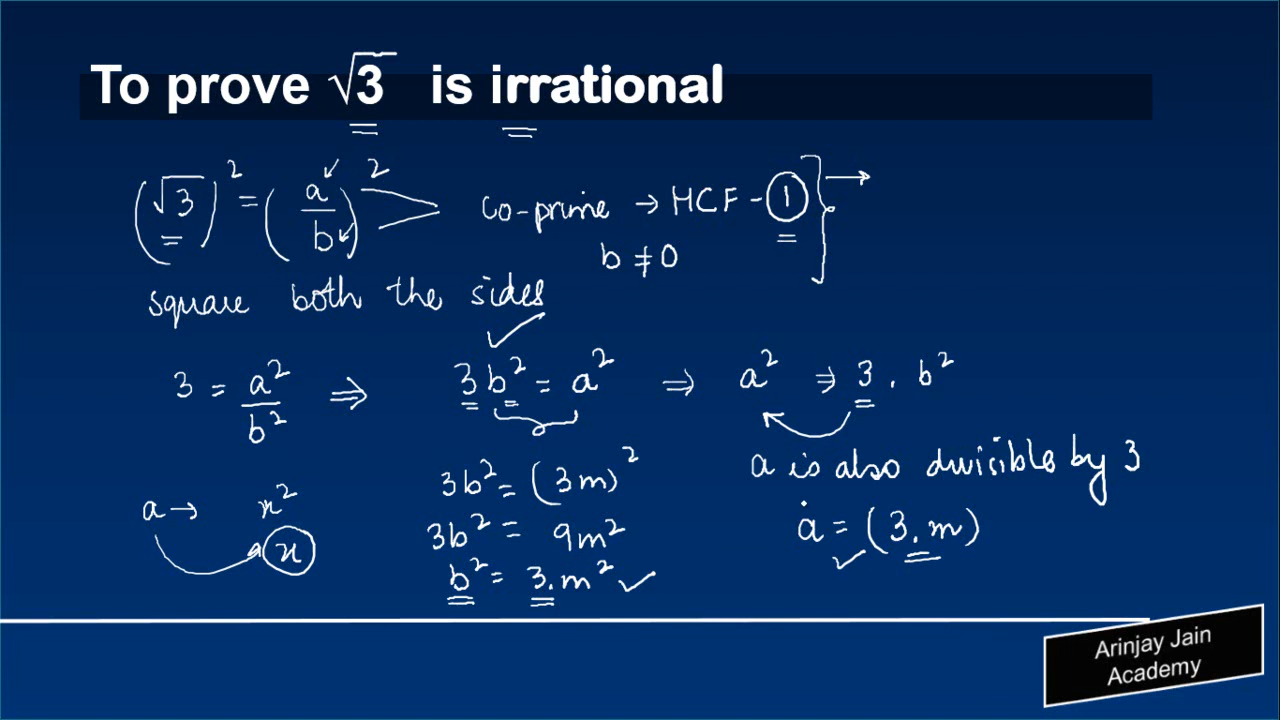 To prove √3 is irrational
(√3)² = (a/b)² co-prime → HCF - 1 →
b ≠ 0
square both the sides
3 = a²/b² ⇒ 3b² = a² ⇒ a² ⇒ 3 . b²
a is also divisible by 3
3b² = (3m)²
a → x²
3b² = 9m²
a = (3.m)
x
b² = 3.m²
Arinjay Jain
Academy